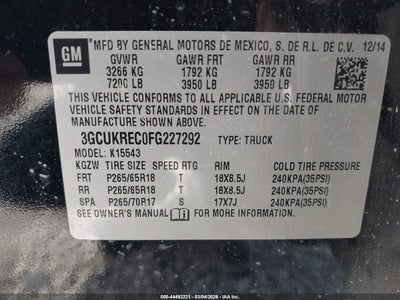 GM MFD BY GENERAL MOTORS DE MEXICO, S. DE R.L. DE C.V. 12/14
GVWR GAWR FRT GAWR RR
3266 KG 1792 KG 1792 KG
7200 LB 3950 LB 3950 LB
THIS VEHICLE CONFORMS TO ALL APPLICABLE U.S. FEDERAL MOTOR
VEHICLE SAFETY STANDARDS IN EFFECT ON THE DATE OF
MANUFACTURE SHOWN ABOVE.
3GCUKREC0FG227292 TYPE: TRUCK
MODEL: K15543
KGZW TIRE SIZE SPEED RTG RIM COLD TIRE PRESSURE
FRT P265/65R18 T 18X8.5J 240KPA(35PSI)
RR P265/65R18 T 18X8.5J 240KPA(35PSI)
SPA P265/70R17 S 17X7J 240KPA(35PSI)
SEE OWNER'S MANUAL FOR ADDITIONAL INFORMATION.
000-44492221 - 03/04/2026 -